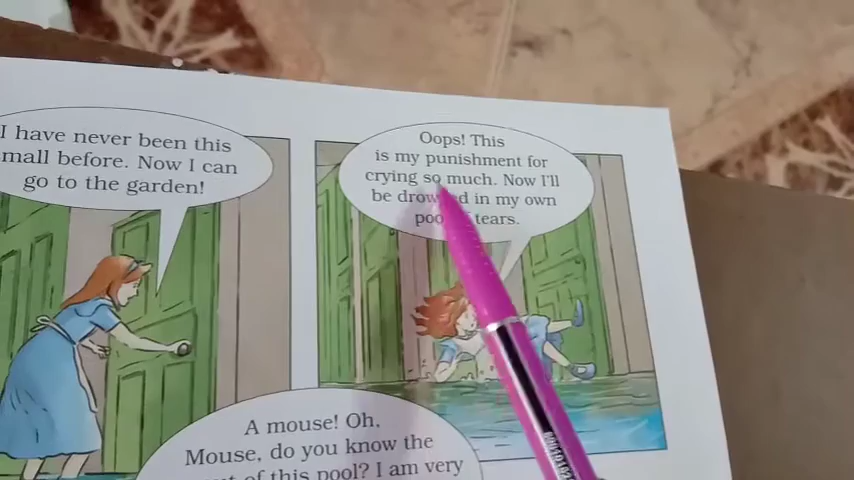 I have never been this
mall before. Now I can
go to the garden!
Oops! This
is my punishment for
crying so much. Now I'll
be drow d in my own
poo tears.
A mouse! Oh,
Mouse, do you know the
of this pool? I am very